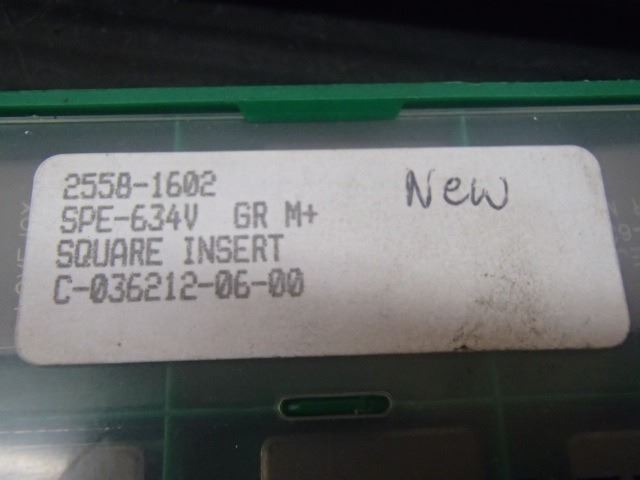 2558-1602
New
SPE-634V GR M+
SQUARE INSERT
C-036212-06-00